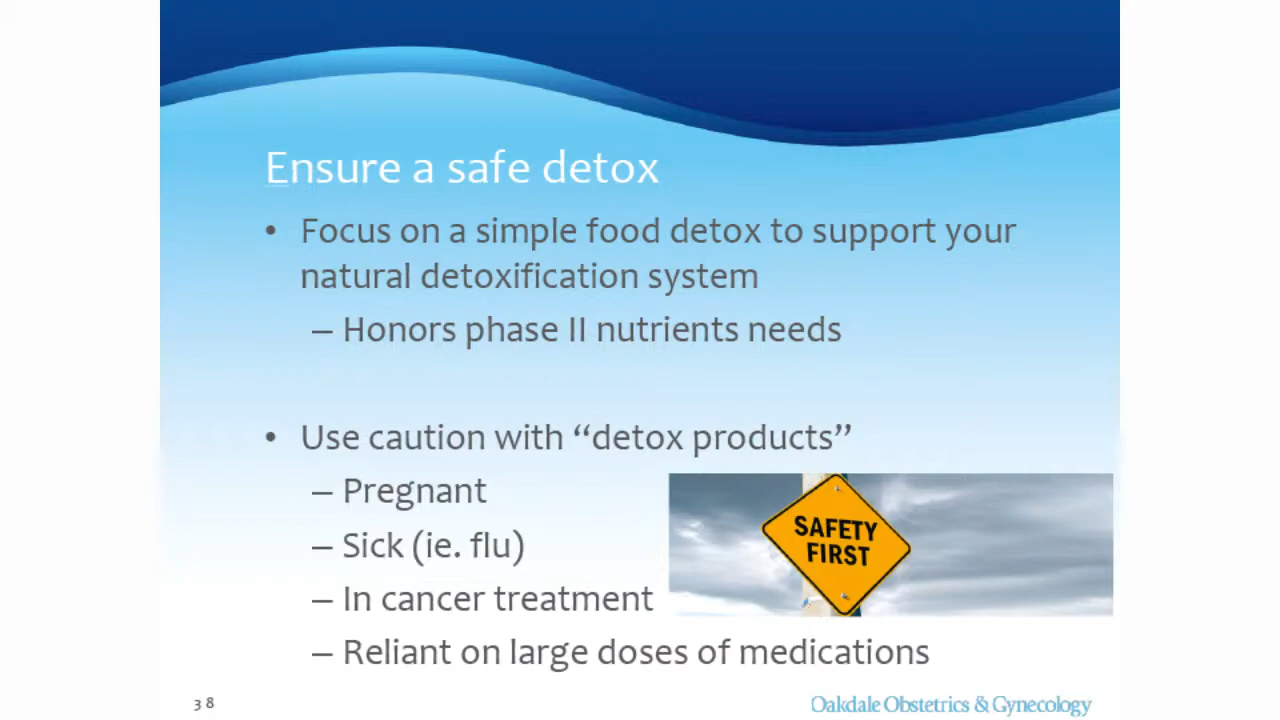 Ensure a safe detox
• Focus on a simple food detox to support your
natural detoxification system
– Honors phase II nutrients needs
• Use caution with “detox products”
– Pregnant
– Sick (ie. flu)
– In cancer treatment
– Reliant on large doses of medications
SAFETY
FIRST
38
Oakdale Obstetrics & Gynecology